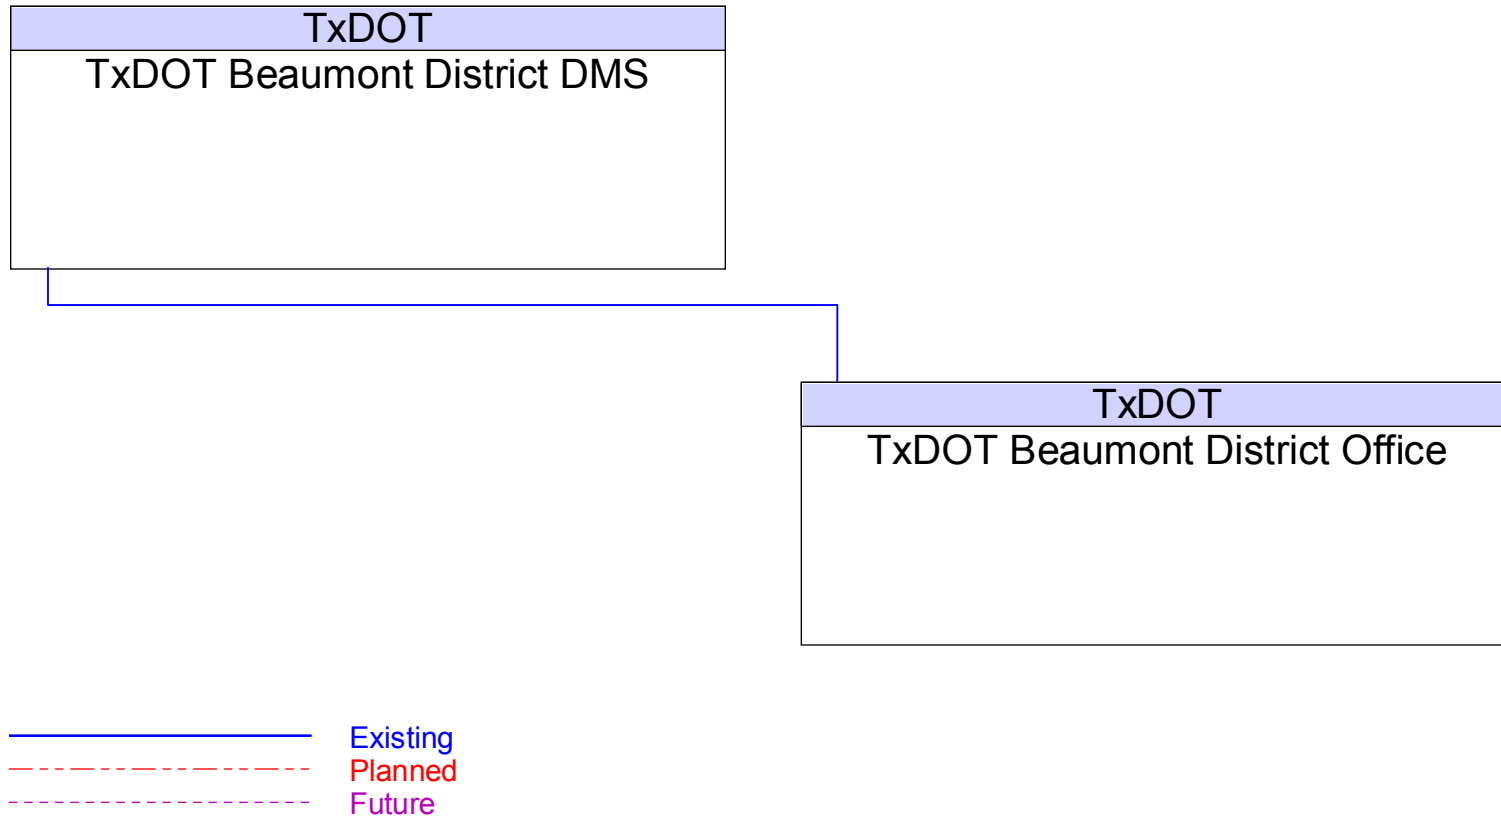 TxDOT
TxDOT Beaumont District DMS
TxDOT
TxDOT Beaumont District Office
Existing
Planned
Future